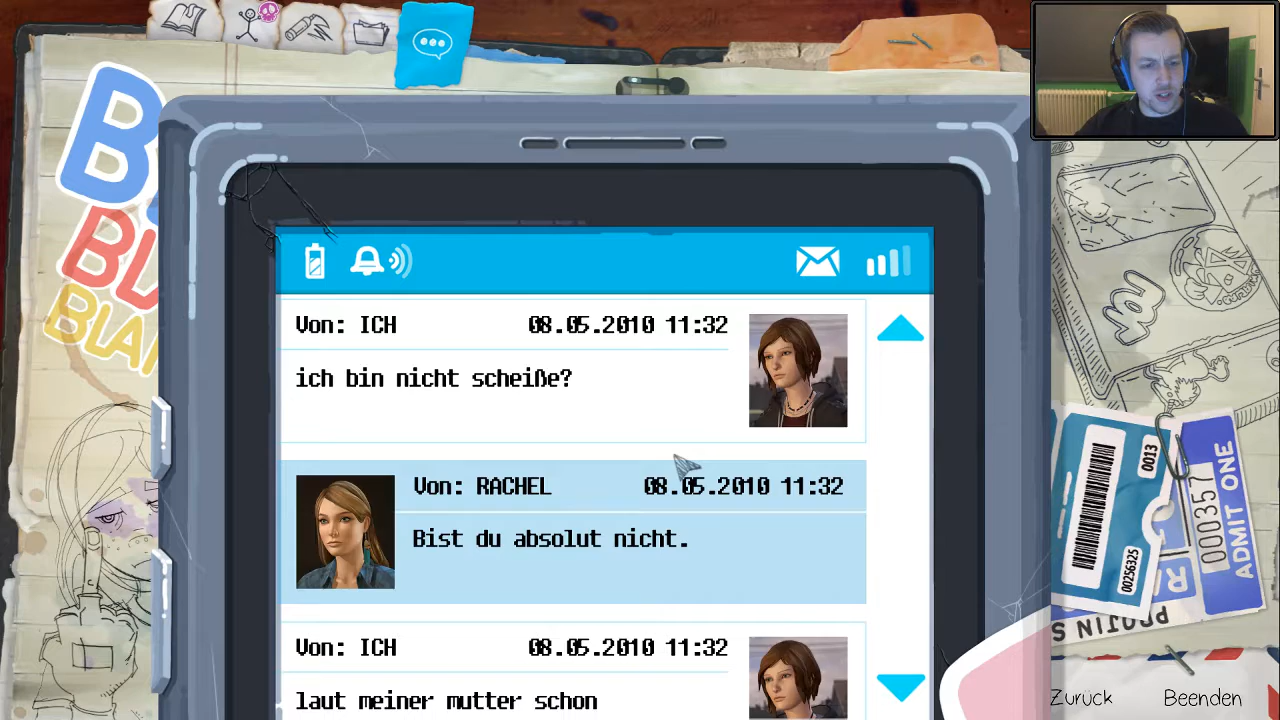 Von: ICH 08.05.2010 11:32
ich bin nicht scheiße?
Von: RACHEL 08.05.2010 11:32
Bist du absolut nicht.
Von: ICH 08.05.2010 11:32
laut meiner mutter schon
0013
00256325
000357
ADMIT ONE
Zurück
Beenden